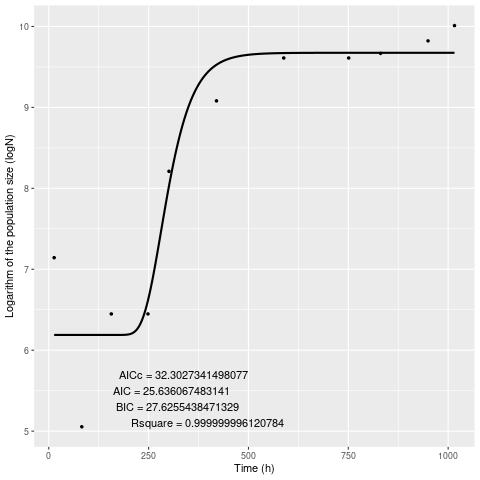 10
9
8
7
6
5
Logarithm of the population size (logN)
AICc = 32.3027341498077
AIC = 25.636067483141
BIC = 27.6255438471329
Rsquare = 0.999999996120784
0
250
500
750
1000
Time (h)